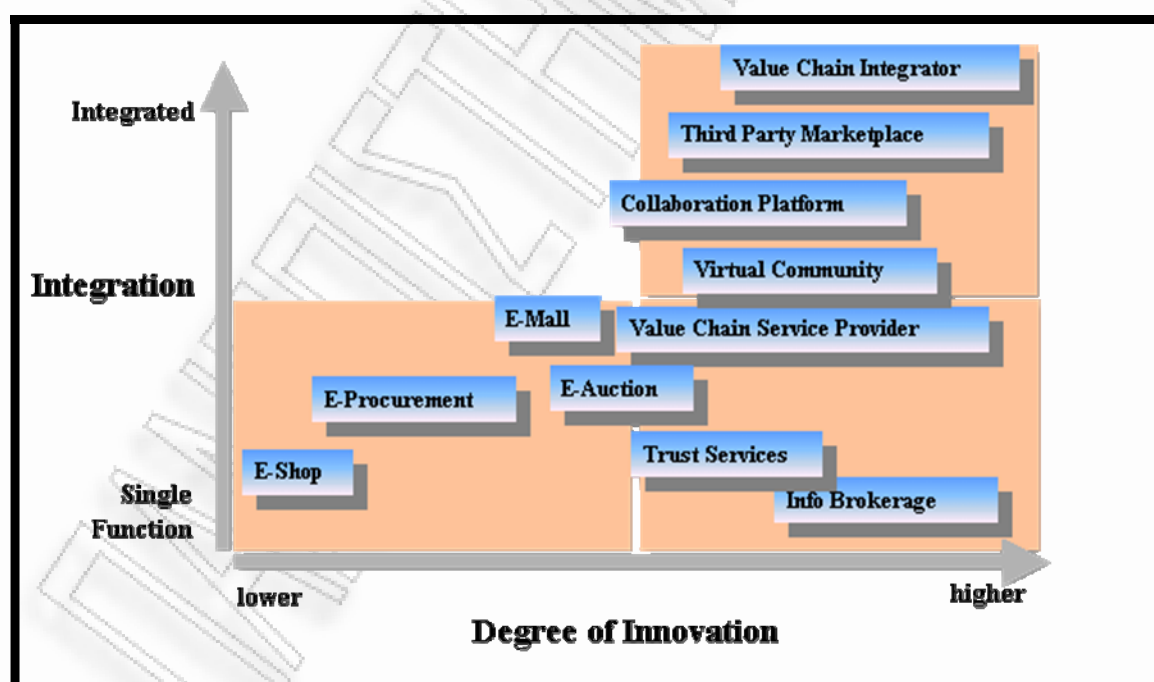 Value Chain Integrator
Integrated
Third Party Marketplace
Collaboration Platform
Virtual Community
Integration
E-Mall
Value Chain Service Provider
E-Procurement
E-Auction
Trust Services
E-Shop
Single
Function
Info Brokerage
lower
higher
Degree of Innovation